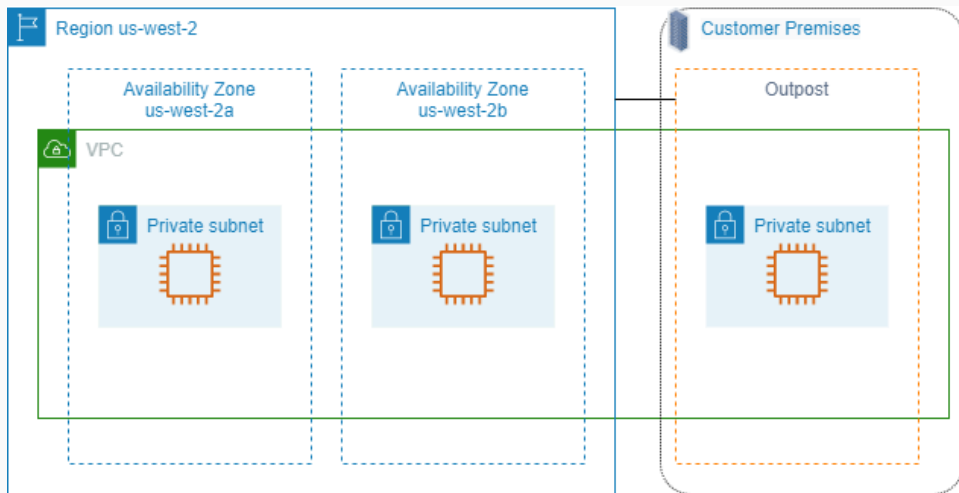 Region us-west-2
Customer Premises
Availability Zone
us-west-2a
Availability Zone
us-west-2b
Outpost
VPC
Private subnet
Private subnet
Private subnet